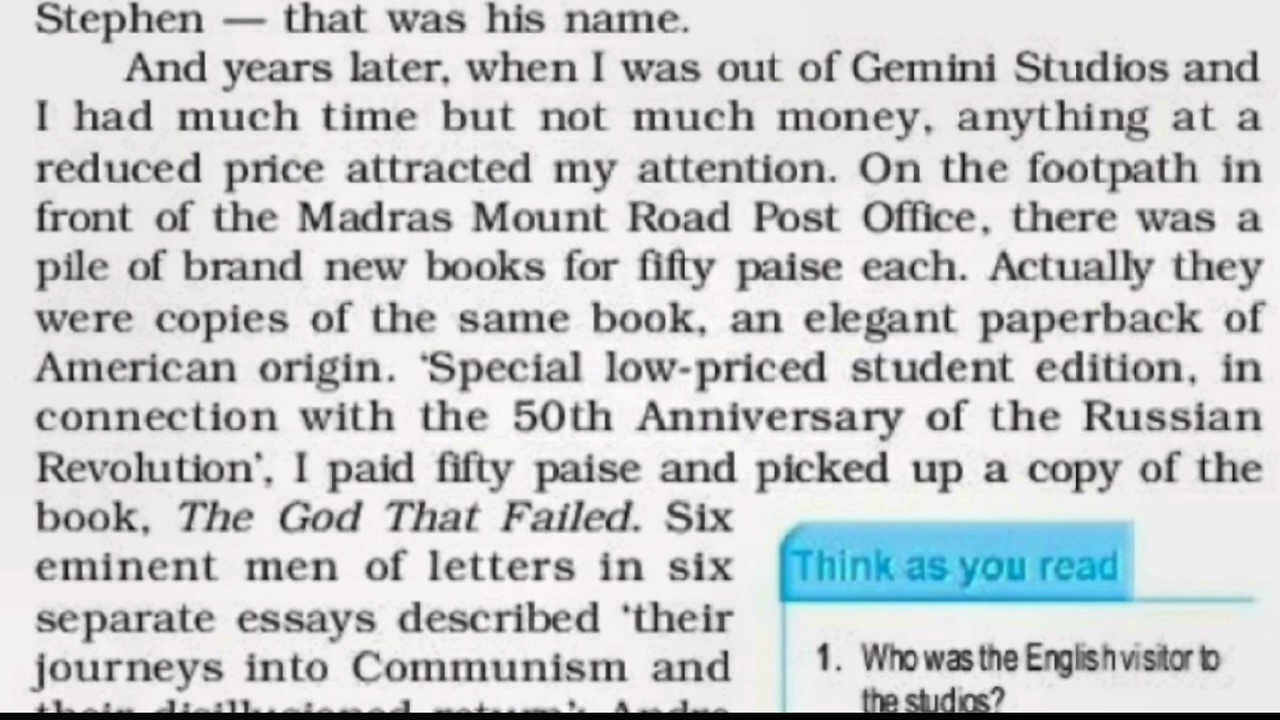 Stephen — that was his name.
And years later, when I was out of Gemini Studios and
I had much time but not much money, anything at a
reduced price attracted my attention. On the footpath in
front of the Madras Mount Road Post Office, there was a
pile of brand new books for fifty paise each. Actually they
were copies of the same book, an elegant paperback of
American origin. ‘Special low-priced student edition, in
connection with the 50th Anniversary of the Russian
Revolution’, I paid fifty paise and picked up a copy of the
book, The God That Failed. Six
eminent men of letters in six
separate essays described ‘their
journeys into Communism and
their disillusioned return’; Andre
Think as you read
1. Who was the English visitor to
the studios?